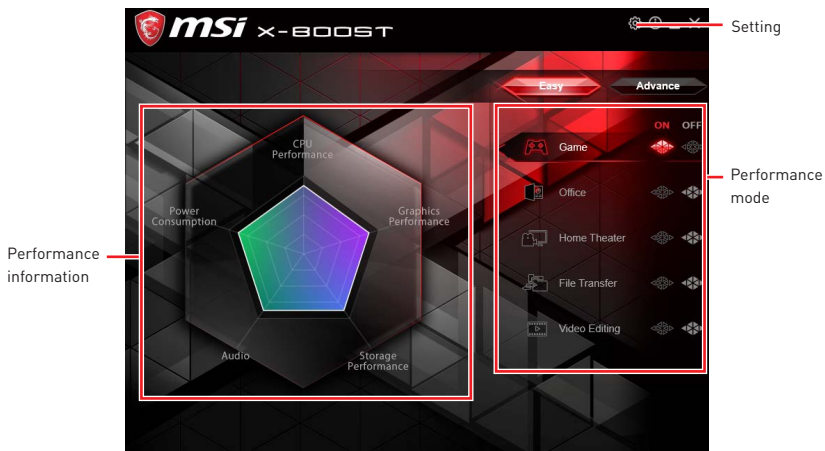 msi X-BOOST
Setting
Easy
Advance
ON OFF
Game
Office
Home Theater
File Transfer
Video Editing
Performance
mode
CPU
Performance
Power
Consumption
Graphics
Performance
Audio
Storage
Performance
Performance
information